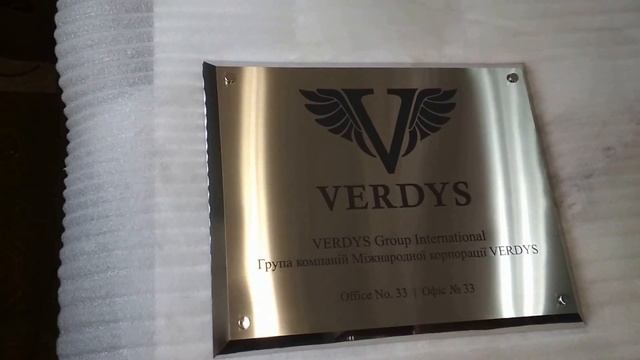 V
VERDYS
VERDYS Group International
Група компаній Міжнародної корпорації VERDYS
Office No. 33 | Офіс № 33